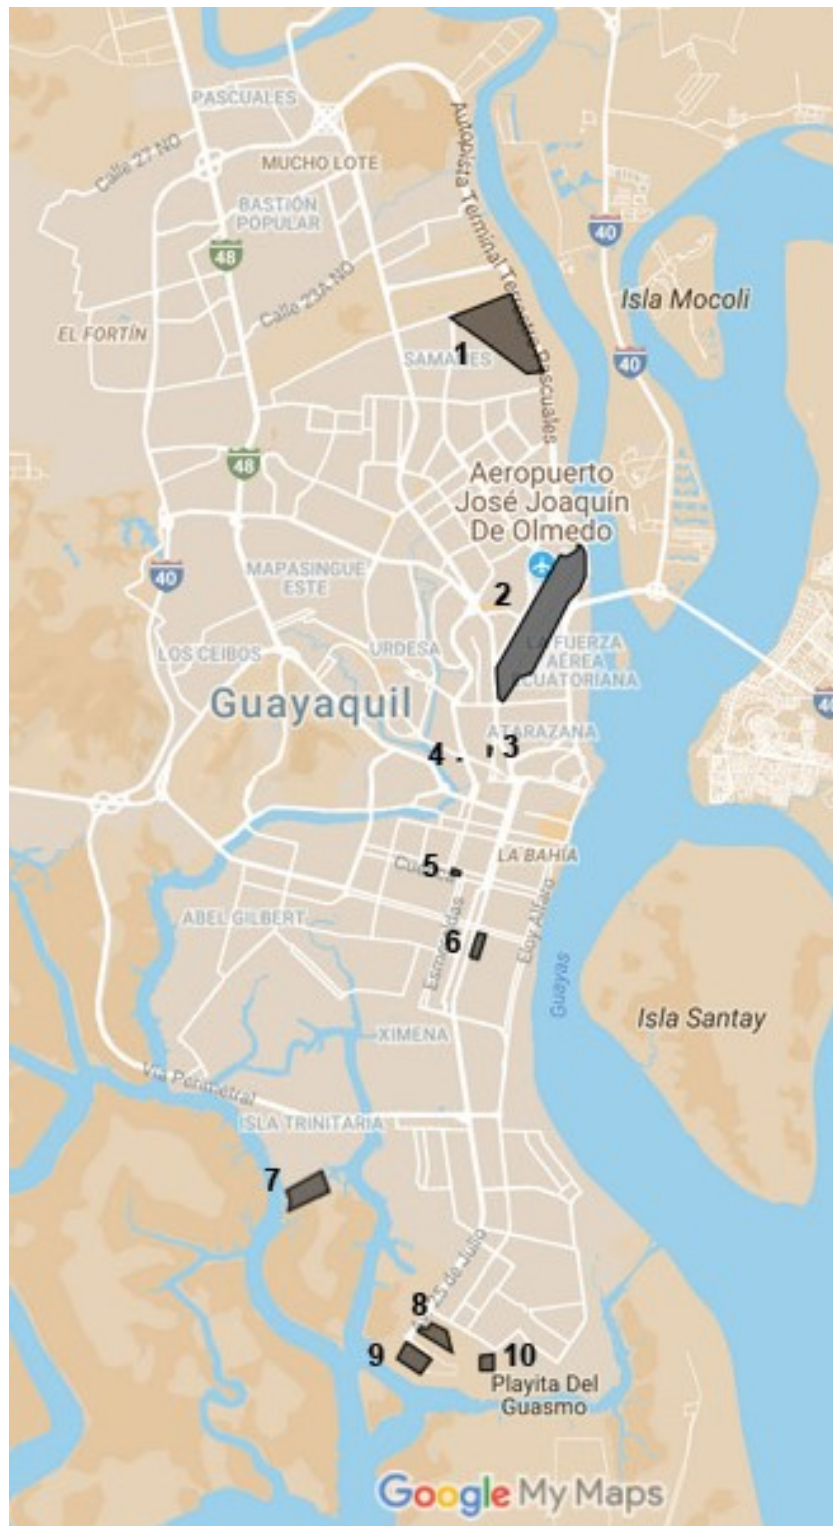 PASCUALES
Calle 27 NO
MUCHO LOTE
Autopista Terminal Terrestre Pascuales
BASTIÓN
POPULAR
40
48
Calle 23A NO
Isla Mocoli
EL FORTÍN
1
SAMANES
40
48
Aeropuerto
José Joaquín
De Olmedo
40
MAPASINGUE
ESTE
2
LOS CEIBOS
URDESA
LA FUERZA
AÉREA
ECUATORIANA
40
Guayaquil
ATARAZANA
4
3
LA BAHÍA
5
Cuenca
ABEL GILBERT
6
Esmeraldas
Eloy Alfaro
Guayas
Isla Santay
XIMENA
Vía Perimetral
ISLA TRINITARIA
7
Av 25 de Julio
8
9
10
Playita Del
Guasmo
Google My Maps